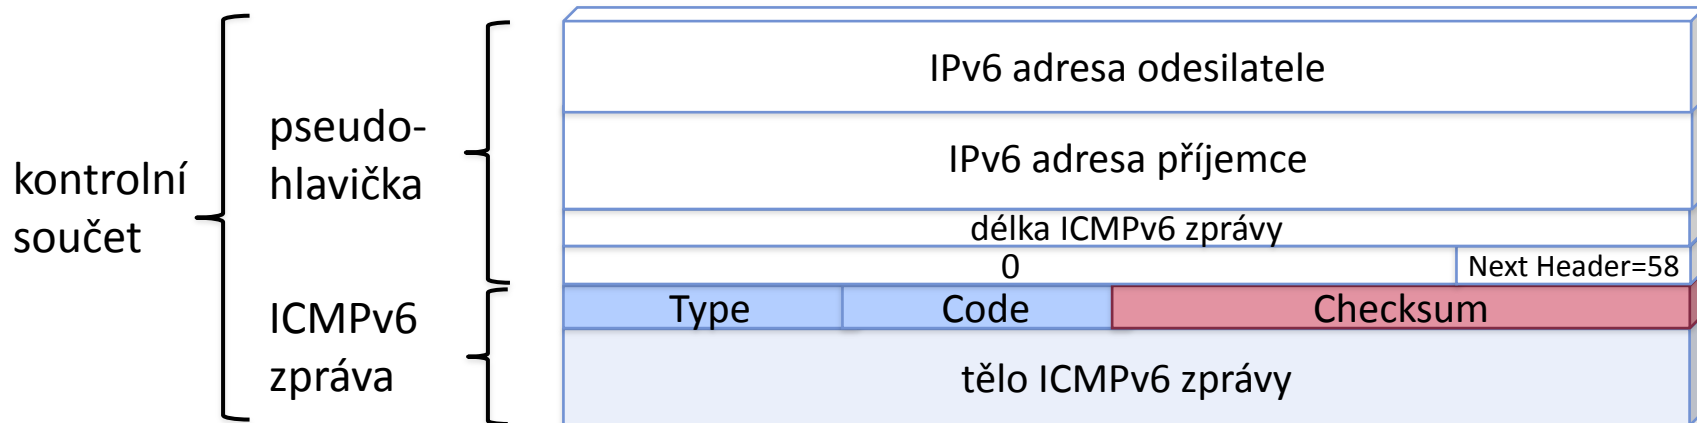 kontrolní
součet
pseudo-
hlavička
ICMPv6
zpráva
IPv6 adresa odesilatele
IPv6 adresa příjemce
délka ICMPv6 zprávy
0 Next Header=58
Type Code Checksum
tělo ICMPv6 zprávy